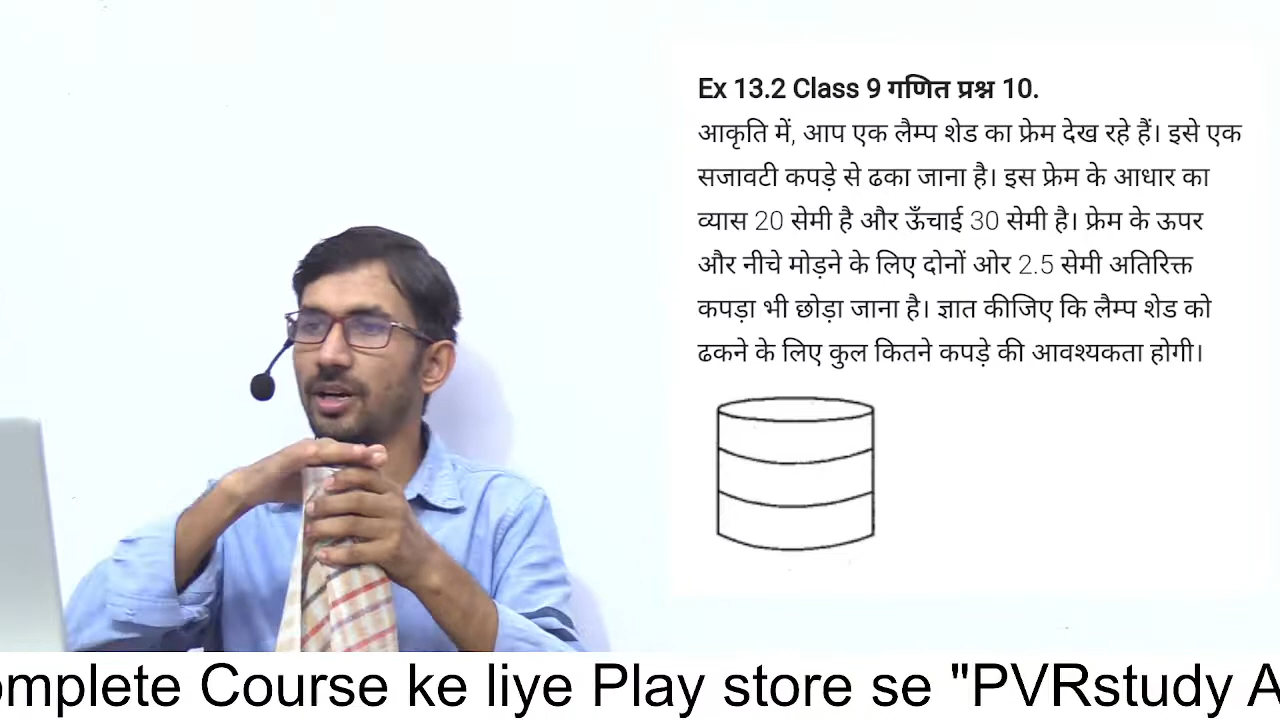 Ex 13.2 Class 9 गणित प्रश्न 10.
आकृति में, आप एक लैम्प शेड का फ्रेम देख रहे हैं। इसे एक
सजावटी कपड़े से ढका जाना है। इस फ्रेम के आधार का
व्यास 20 सेमी है और ऊँचाई 30 सेमी है। फ्रेम के ऊपर
और नीचे मोड़ने के लिए दोनों ओर 2.5 सेमी अतिरिक्त
कपड़ा भी छोड़ा जाना है। ज्ञात कीजिए कि लैम्प शेड को
ढकने के लिए कुल कितने कपड़े की आवश्यकता होगी।
omplete Course ke liye Play store se "PVRstudy A